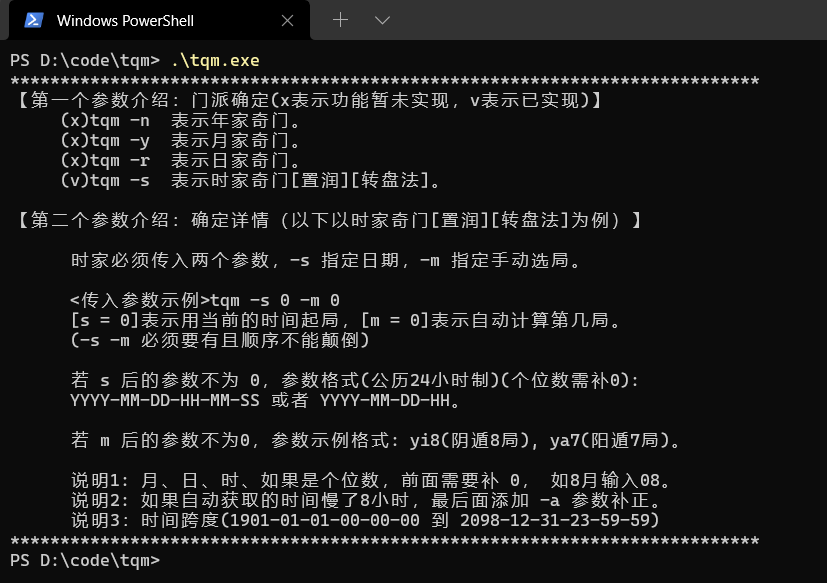 Windows PowerShell
PS D:\code\tqm> .\tqm.exe
***************************************************************************
【第一个参数介绍：门派确定(x表示功能暂未实现，v表示已实现)】
(x)tqm -n 表示年家奇门。
(x)tqm -y 表示月家奇门。
(x)tqm -r 表示日家奇门。
(v)tqm -s 表示时家奇门[置润][转盘法]。
【第二个参数介绍：确定详情（以下以时家奇门[置润][转盘法]为例）】
时家必须传入两个参数，-s 指定日期，-m 指定手动选局。
<传入参数示例>tqm -s 0 -m 0
[s = 0]表示用当前的时间起局，[m = 0]表示自动计算第几局。
(-s -m 必须要有且顺序不能颠倒)
若 s 后的参数不为 0，参数格式(公历24小时制)(个位数需补0)：
YYYY-MM-DD-HH-MM-SS 或者 YYYY-MM-DD-HH。
若 m 后的参数不为0，参数示例格式：yi8(阴遁8局)，ya7(阳遁7局)。
说明1：月、日、时、如果是个位数，前面需要补 0， 如8月输入08。
说明2：如果自动获取的时间慢了8小时，最后面添加 -a 参数补正。
说明3：时间跨度(1901-01-01-00-00-00 到 2098-12-31-23-59-59)
***************************************************************************
PS D:\code\tqm>